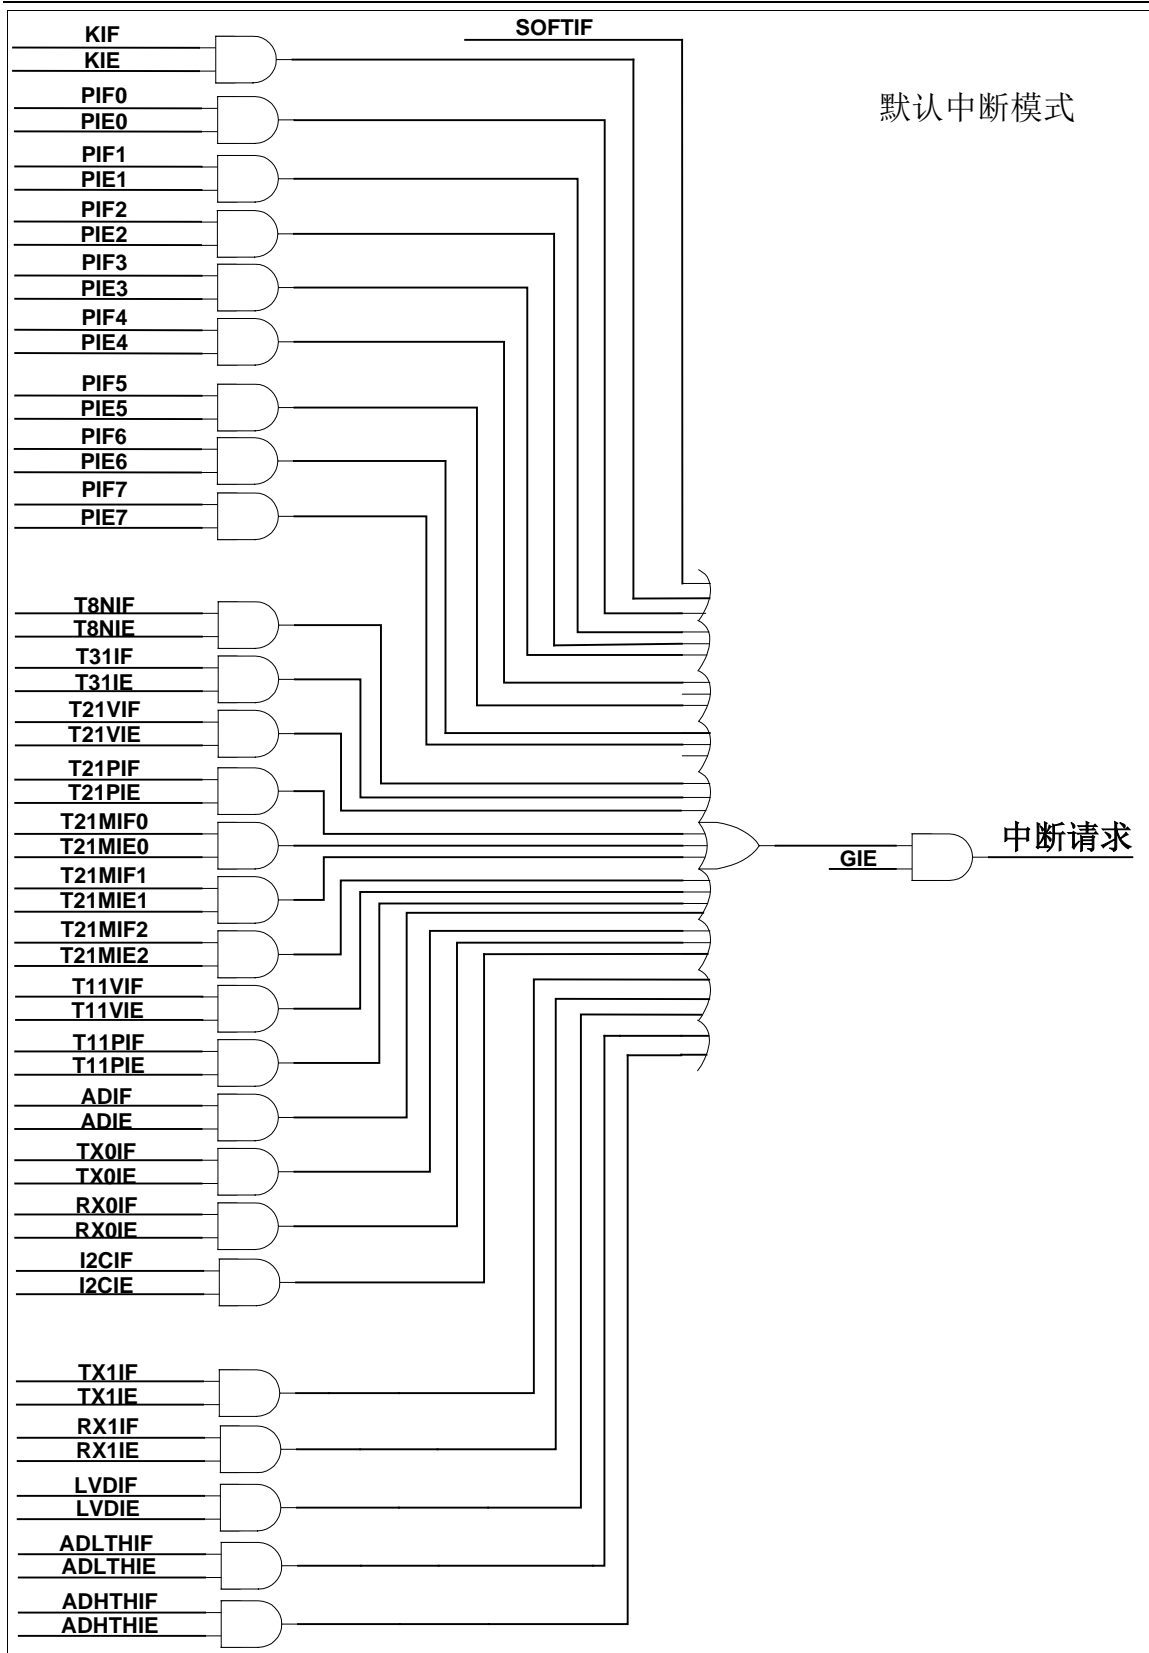 SOFTIF
KIF
KIE
默认中断模式
PIF0
PIE0
PIF1
PIE1
PIF2
PIE2
PIF3
PIE3
PIF4
PIE4
PIF5
PIE5
PIF6
PIE6
PIF7
PIE7
T8NIF
T8NIE
T31IF
T31IE
T21VIF
T21VIE
T21PIF
T21PIE
T21MIF0
T21MIE0
T21MIF1
T21MIE1
T21MIF2
T21MIE2
T11VIF
T11VIE
T11PIF
T11PIE
ADIF
ADIE
TX0IF
TX0IE
RX0IF
RX0IE
I2CIF
I2CIE
TX1IF
TX1IE
RX1IF
RX1IE
LVDIF
LVDIE
ADLTHIF
ADLTHIE
ADHTHIF
ADHTHIE
GIE
中断请求